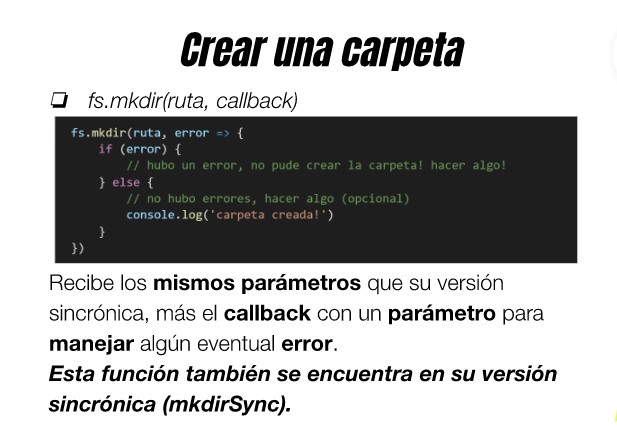 Crear una carpeta
❏ fs.mkdir(ruta, callback)
fs.mkdir(ruta, error => {
    if (error) {
        // hubo un error, no pude crear la carpeta! hacer algo!
    } else {
        // no hubo errores, hacer algo (opcional)
        console.log('carpeta creada!')
    }
})
Recibe los mismos parámetros que su versión
sincrónica, más el callback con un parámetro para
manejar algún eventual error.
Esta función también se encuentra en su versión
sincrónica (mkdirSync).